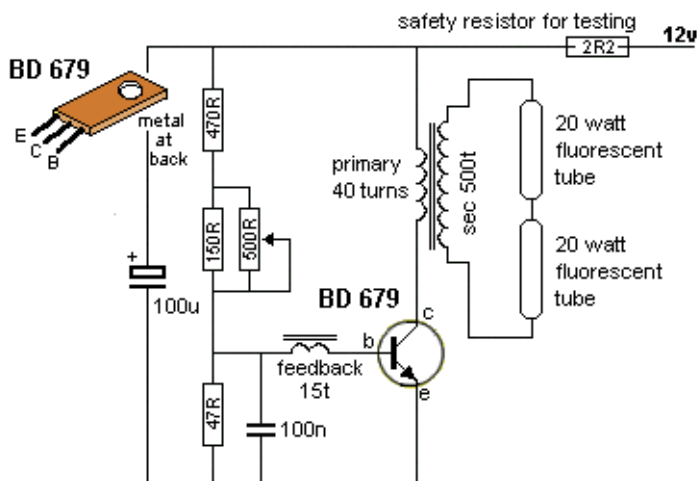 safety resistor for testing
2R2
12v
BD 679
E
C
B
metal
at
back
470R
primary
40 turns
sec 500t
20 watt
fluorescent
tube
150R
500R
20 watt
fluorescent
tube
+
100u
BD 679
c
b
e
feedback
15t
47R
100n